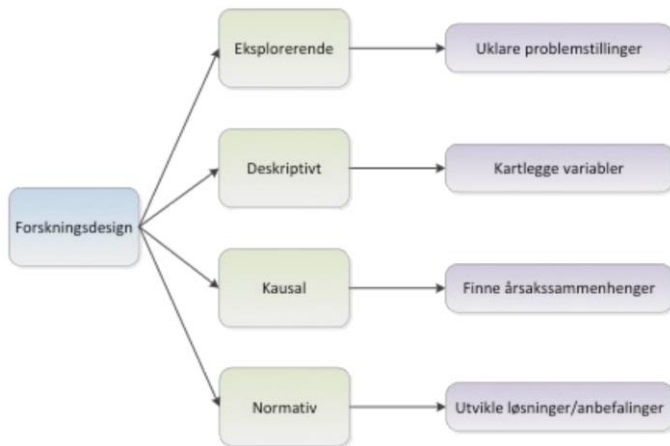 Eksplorerende
Uklare problemstillinger
Deskriptivt
Kartlegge variabler
Forskningsdesign
Kausal
Finne årsakssammenhenger
Normativ
Utvikle løsninger/anbefalinger